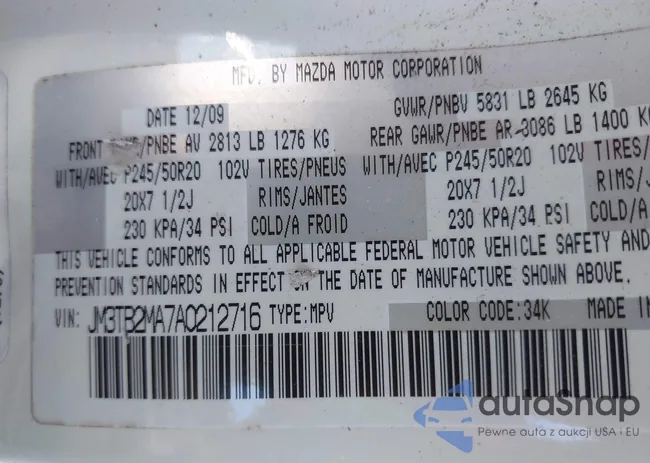 MFD. BY MAZDA MOTOR CORPORATION
DATE 12/09 GVWR/PNBV 5831 LB 2645 KG
FRONT /PNBE AV 2813 LB 1276 KG REAR GAWR/PNBE AR 3086 LB 1400 K
WITH/AVEC P245/50R20 102V TIRES/PNEUS WITH/AVEC P245/50R20 102V TIRES/
20X7 1/2J RIMS/JANTES 20X7 1/2J RIMS/J
230 KPA/34 PSI COLD/A FROID 230 KPA/34 PSI COLD/A
THIS VEHICLE CONFORMS TO ALL APPLICABLE FEDERAL MOTOR VEHICLE SAFETY AND
PREVENTION STANDARDS IN EFFECT ON THE DATE OF MANUFACTURE SHOWN ABOVE.
VIN: JM3TB2MA7A0212716 TYPE: MPV COLOR CODE: 34K MADE IN
autoSnap
Pewne auto z aukcji USA i EU